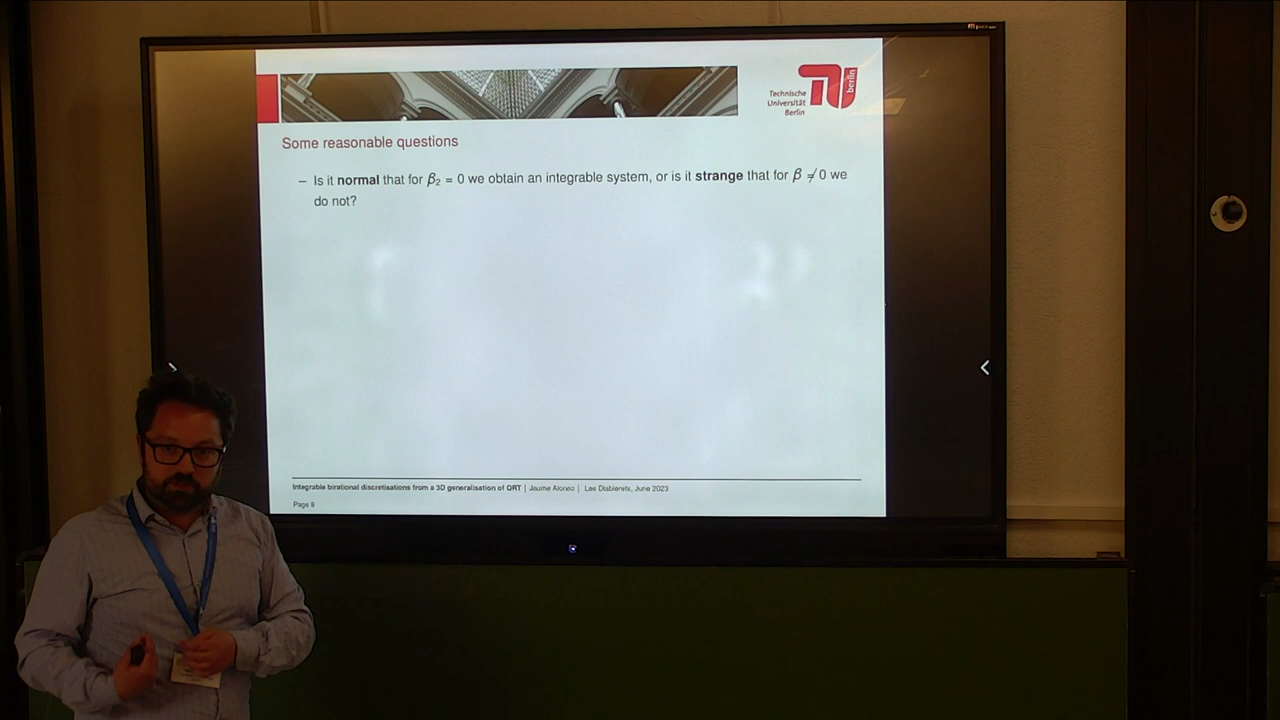 Technische
Universität
Berlin
berlin
Some reasonable questions
– Is it normal that for β₂ = 0 we obtain an integrable system, or is it strange that for β ≠ 0 we
do not?
Integrable birational discretisations from a 3D generalisation of QRT | Jaume Alonso | Les Diablerets, June 2023
Page 8